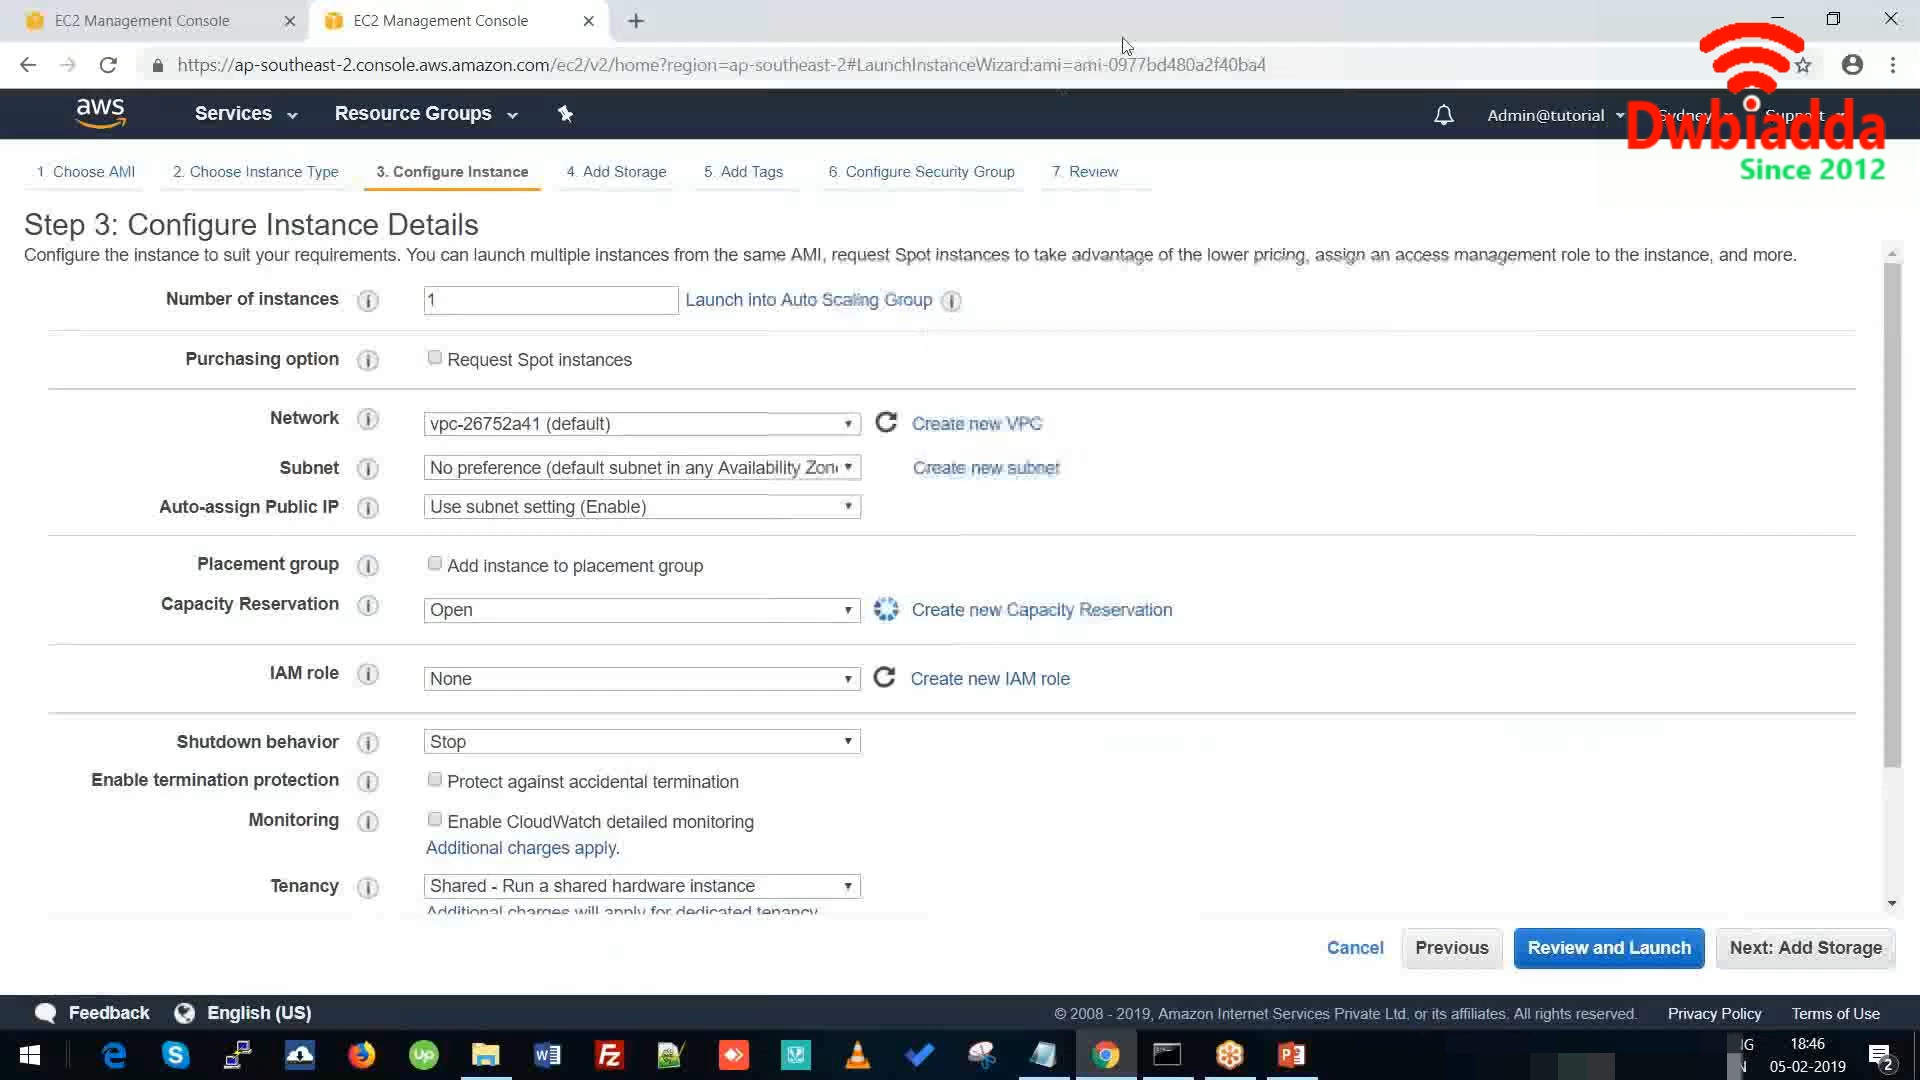 EC2 Management Console
EC2 Management Console
https://ap-southeast-2.console.aws.amazon.com/ec2/v2/home?region=ap-southeast-2#LaunchInstanceWizard:ami=ami-0977bd480a2f40ba4
aws Services Resource Groups Admin@tutorial Sydney Support
Dwbiadda
Since 2012
1. Choose AMI 2. Choose Instance Type 3. Configure Instance 4. Add Storage 5. Add Tags 6. Configure Security Group 7. Review
Step 3: Configure Instance Details
Configure the instance to suit your requirements. You can launch multiple instances from the same AMI, request Spot instances to take advantage of the lower pricing, assign an access management role to the instance, and more.
Number of instances 1 Launch into Auto Scaling Group
Purchasing option Request Spot instances
Network vpc-26752a41 (default) Create new VPC
Subnet No preference (default subnet in any Availability Zon Create new subnet
Auto-assign Public IP Use subnet setting (Enable)
Placement group Add instance to placement group
Capacity Reservation Open Create new Capacity Reservation
IAM role None Create new IAM role
Shutdown behavior Stop
Enable termination protection Protect against accidental termination
Monitoring Enable CloudWatch detailed monitoring
Additional charges apply.
Tenancy Shared - Run a shared hardware instance
Additional charges will apply for dedicated tenancy
Cancel Previous Review and Launch Next: Add Storage
Feedback English (US) © 2008 - 2019, Amazon Internet Services Private Ltd. or its affiliates. All rights reserved. Privacy Policy Terms of Use
18:46
05-02-2019
2